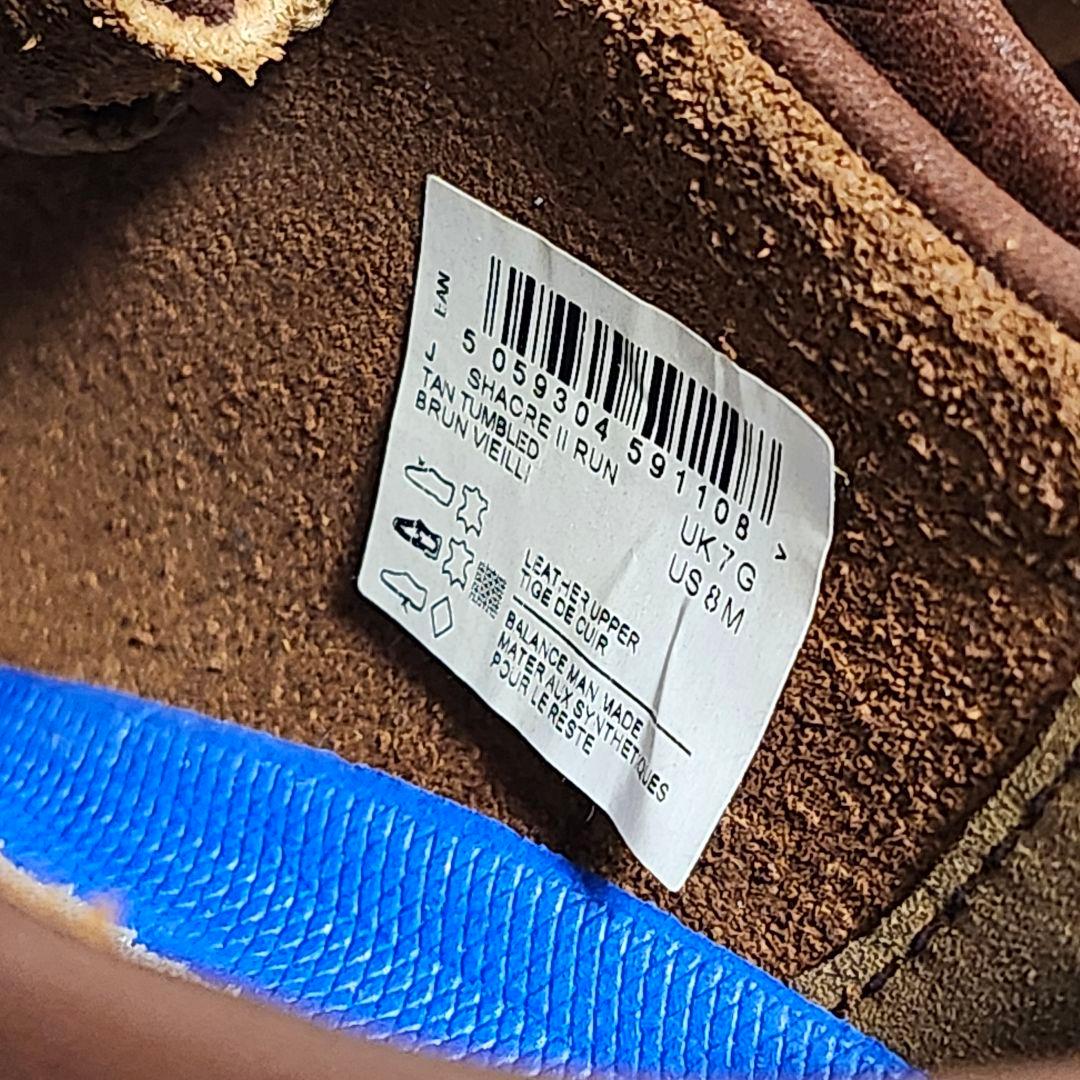 EAN
5 059304 591108 >
SHACRE II RUN
TAN TUMBLED
BRUN VIEILLI
UK 7 G
US 8 M
LEATHER UPPER
TIGE DE CUIR
BALANCE MAN MADE
MATERIAUX SYNTHETIQUES
POUR LE RESTE